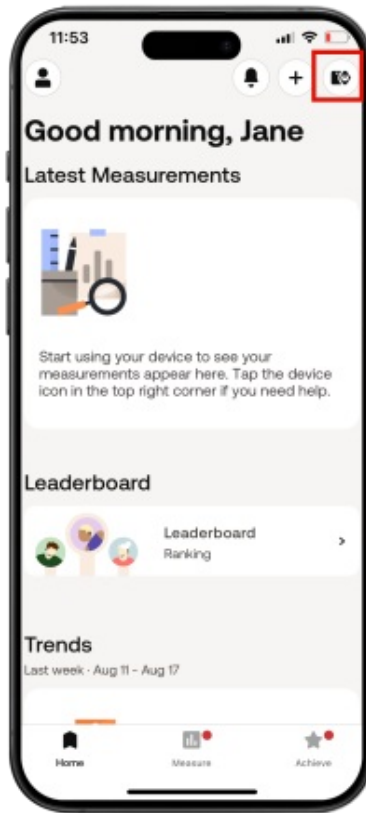 11:53
Good morning, Jane
Latest Measurements
Start using your device to see your
measurements appear here. Tap the device
icon in the top right corner if you need help.
Leaderboard
Leaderboard
Ranking
Trends
Last week · Aug 11 - Aug 17
Home
Measure
Achieve